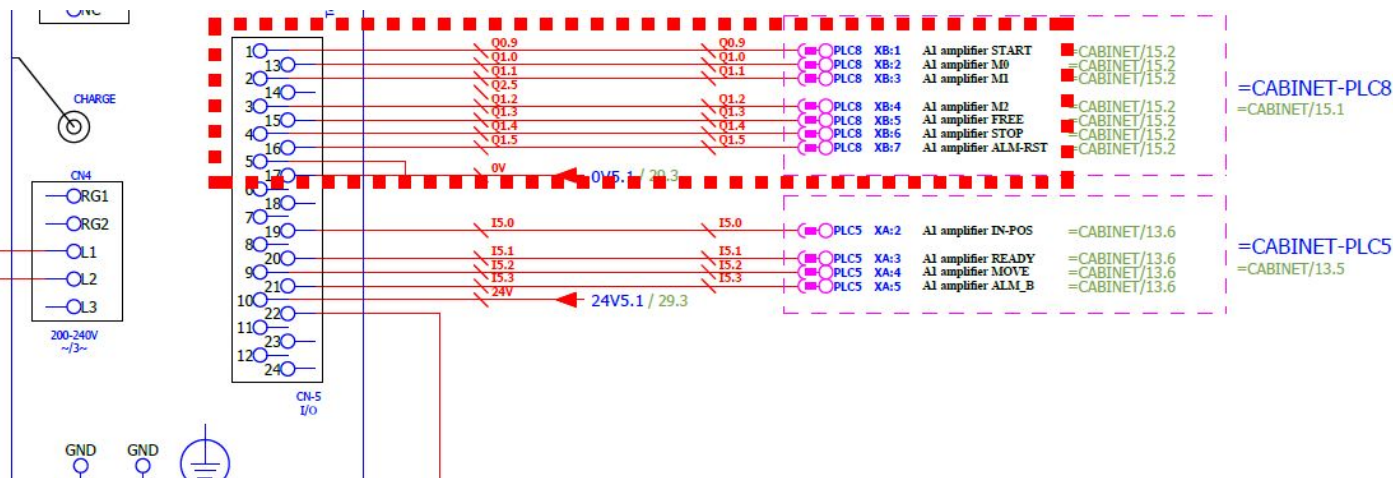 NC
CHARGE
CN4
RG1
RG2
L1
L2
L3
200-240V
~/3~
GND GND
1 Q0.9 Q0.9 PLC8 XB:1 A1 amplifier START =CABINET/15.2
13 Q1.0 Q1.0 PLC8 XB:2 A1 amplifier M0 =CABINET/15.2
2 Q1.1 Q1.1 PLC8 XB:3 A1 amplifier M1 =CABINET/15.2
14 Q2.5
3 Q1.2 Q1.2 PLC8 XB:4 A1 amplifier M2 =CABINET/15.2
15 Q1.3 Q1.3 PLC8 XB:5 A1 amplifier FREE =CABINET/15.2
4 Q1.4 Q1.4 PLC8 XB:6 A1 amplifier STOP =CABINET/15.2
16 Q1.5 Q1.5 PLC8 XB:7 A1 amplifier ALM-RST =CABINET/15.2
5
17 0V 0V5.1 / 29.3
6
18
7
19 I5.0 I5.0 PLC5 XA:2 A1 amplifier IN-POS =CABINET/13.6
8
20 I5.1 I5.1 PLC5 XA:3 A1 amplifier READY =CABINET/13.6
9 I5.2 I5.2 PLC5 XA:4 A1 amplifier MOVE =CABINET/13.6
21 I5.3 I5.3 PLC5 XA:5 A1 amplifier ALM_B =CABINET/13.6
10 24V 24V5.1 / 29.3
22
11
23
12
24
CN-5
I/O
=CABINET-PLC8
=CABINET/15.1
=CABINET-PLC5
=CABINET/13.5